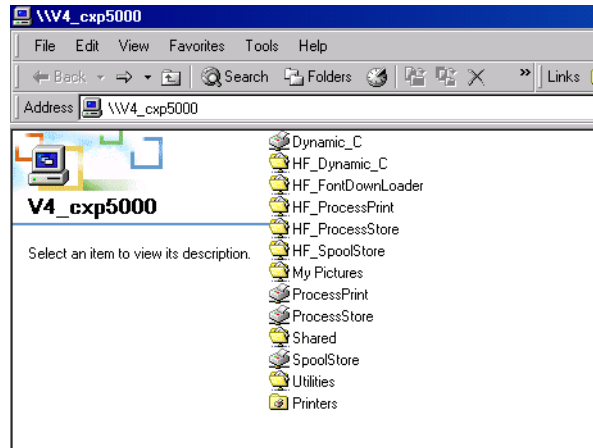 \\V4_cxp5000
File Edit View Favorites Tools Help
Back Search Folders » Links
Address \\V4_cxp5000
V4_cxp5000
Select an item to view its description.
Dynamic_C
HF_Dynamic_C
HF_FontDownLoader
HF_ProcessPrint
HF_ProcessStore
HF_SpoolStore
My Pictures
ProcessPrint
ProcessStore
Shared
SpoolStore
Utilities
Printers